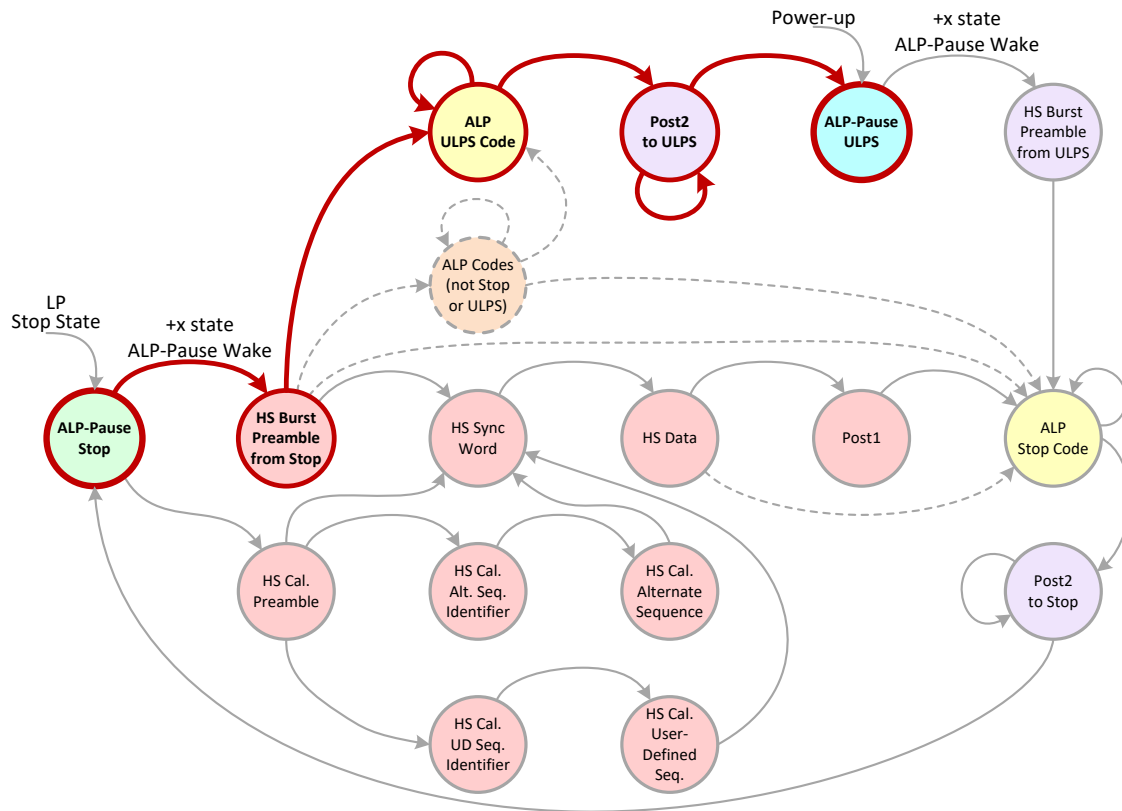 Power-up
+x state
ALP-Pause Wake
ALP
ULPS Code
Post2
to ULPS
ALP-Pause
ULPS
HS Burst
Preamble
from ULPS
ALP Codes
(not Stop
or ULPS)
LP
Stop State
+x state
ALP-Pause Wake
ALP-Pause
Stop
HS Burst
Preamble
from Stop
HS Sync
Word
HS Data
Post1
ALP
Stop Code
HS Cal.
Preamble
HS Cal.
Alt. Seq.
Identifier
HS Cal.
Alternate
Sequence
Post2
to Stop
HS Cal.
UD Seq.
Identifier
HS Cal.
User-
Defined
Seq.